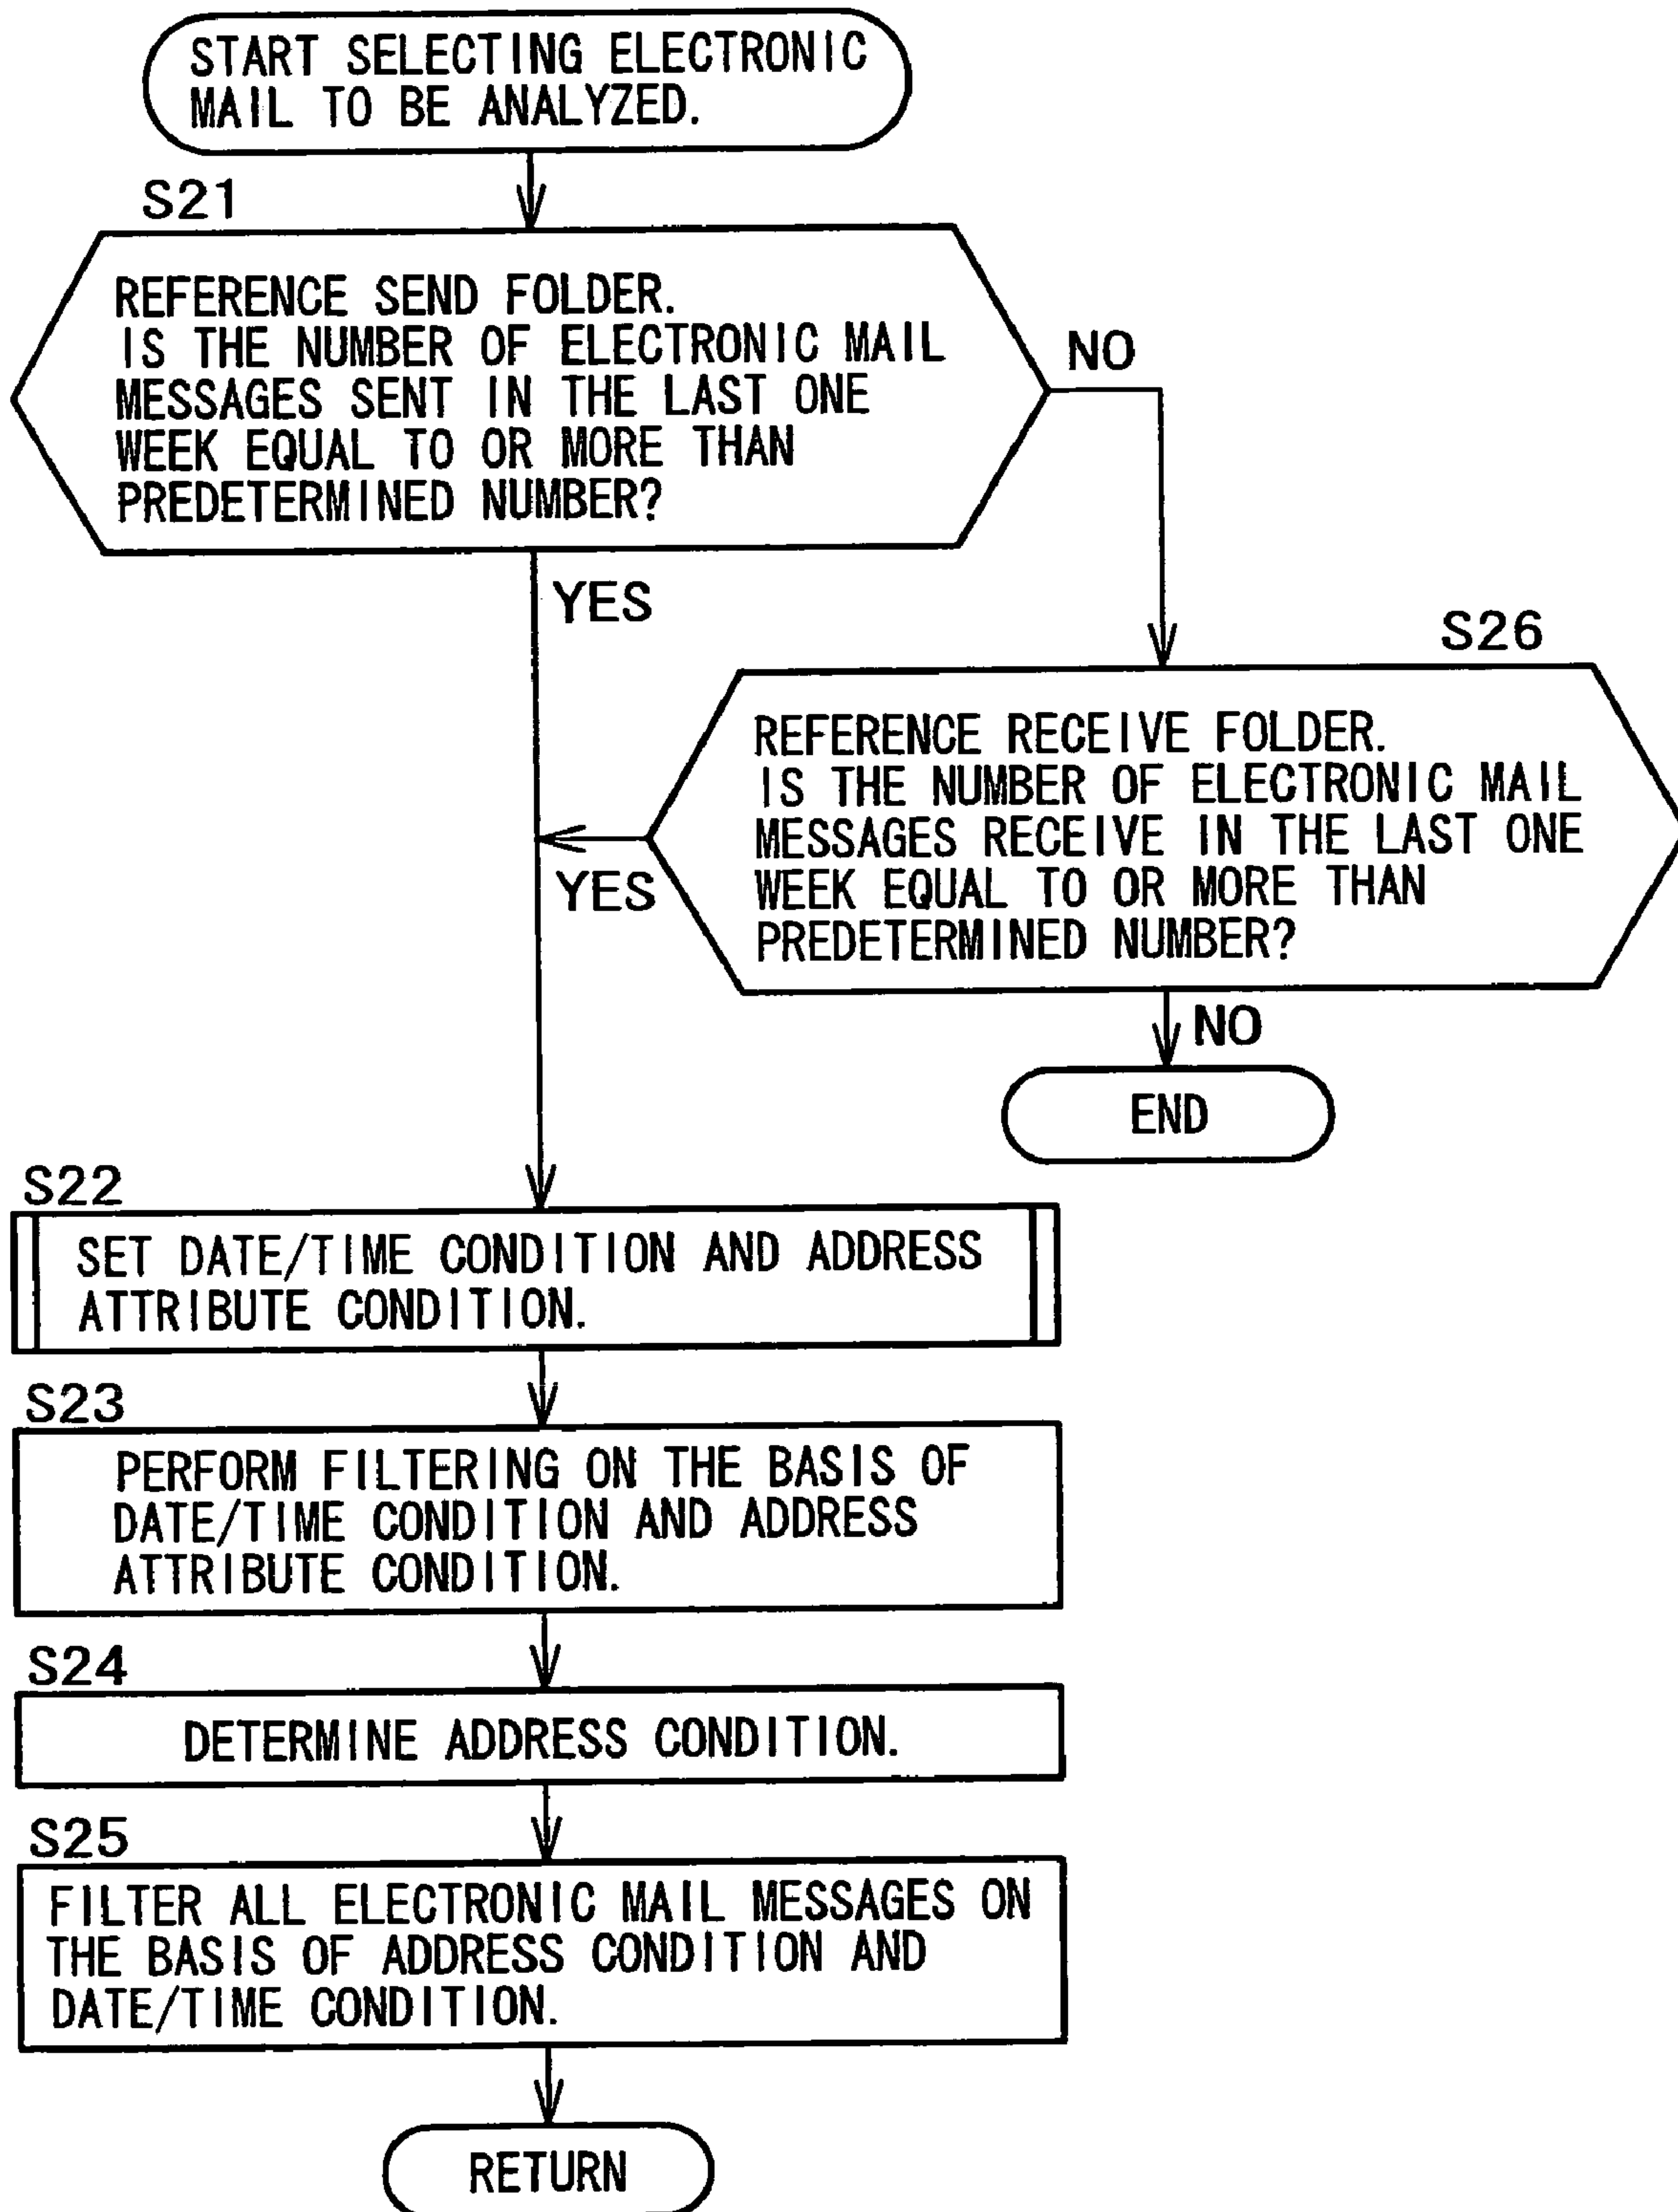 START SELECTING ELECTRONIC
MAIL TO BE ANALYZED.
S21
REFERENCE SEND FOLDER.
IS THE NUMBER OF ELECTRONIC MAIL
MESSAGES SENT IN THE LAST ONE
WEEK EQUAL TO OR MORE THAN
PREDETERMINED NUMBER?
NO
YES
S26
REFERENCE RECEIVE FOLDER.
IS THE NUMBER OF ELECTRONIC MAIL
MESSAGES RECEIVE IN THE LAST ONE
WEEK EQUAL TO OR MORE THAN
PREDETERMINED NUMBER?
YES
NO
END
S22
SET DATE/TIME CONDITION AND ADDRESS
ATTRIBUTE CONDITION.
S23
PERFORM FILTERING ON THE BASIS OF
DATE/TIME CONDITION AND ADDRESS
ATTRIBUTE CONDITION.
S24
DETERMINE ADDRESS CONDITION.
S25
FILTER ALL ELECTRONIC MAIL MESSAGES ON
THE BASIS OF ADDRESS CONDITION AND
DATE/TIME CONDITION.
RETURN